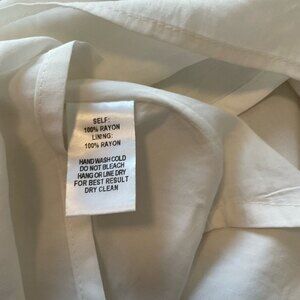 SELF:
100% RAYON
LINING:
100% RAYON
HAND WASH COLD
DO NOT BLEACH
HANG OR LINE DRY
FOR BEST RESULT
DRY CLEAN